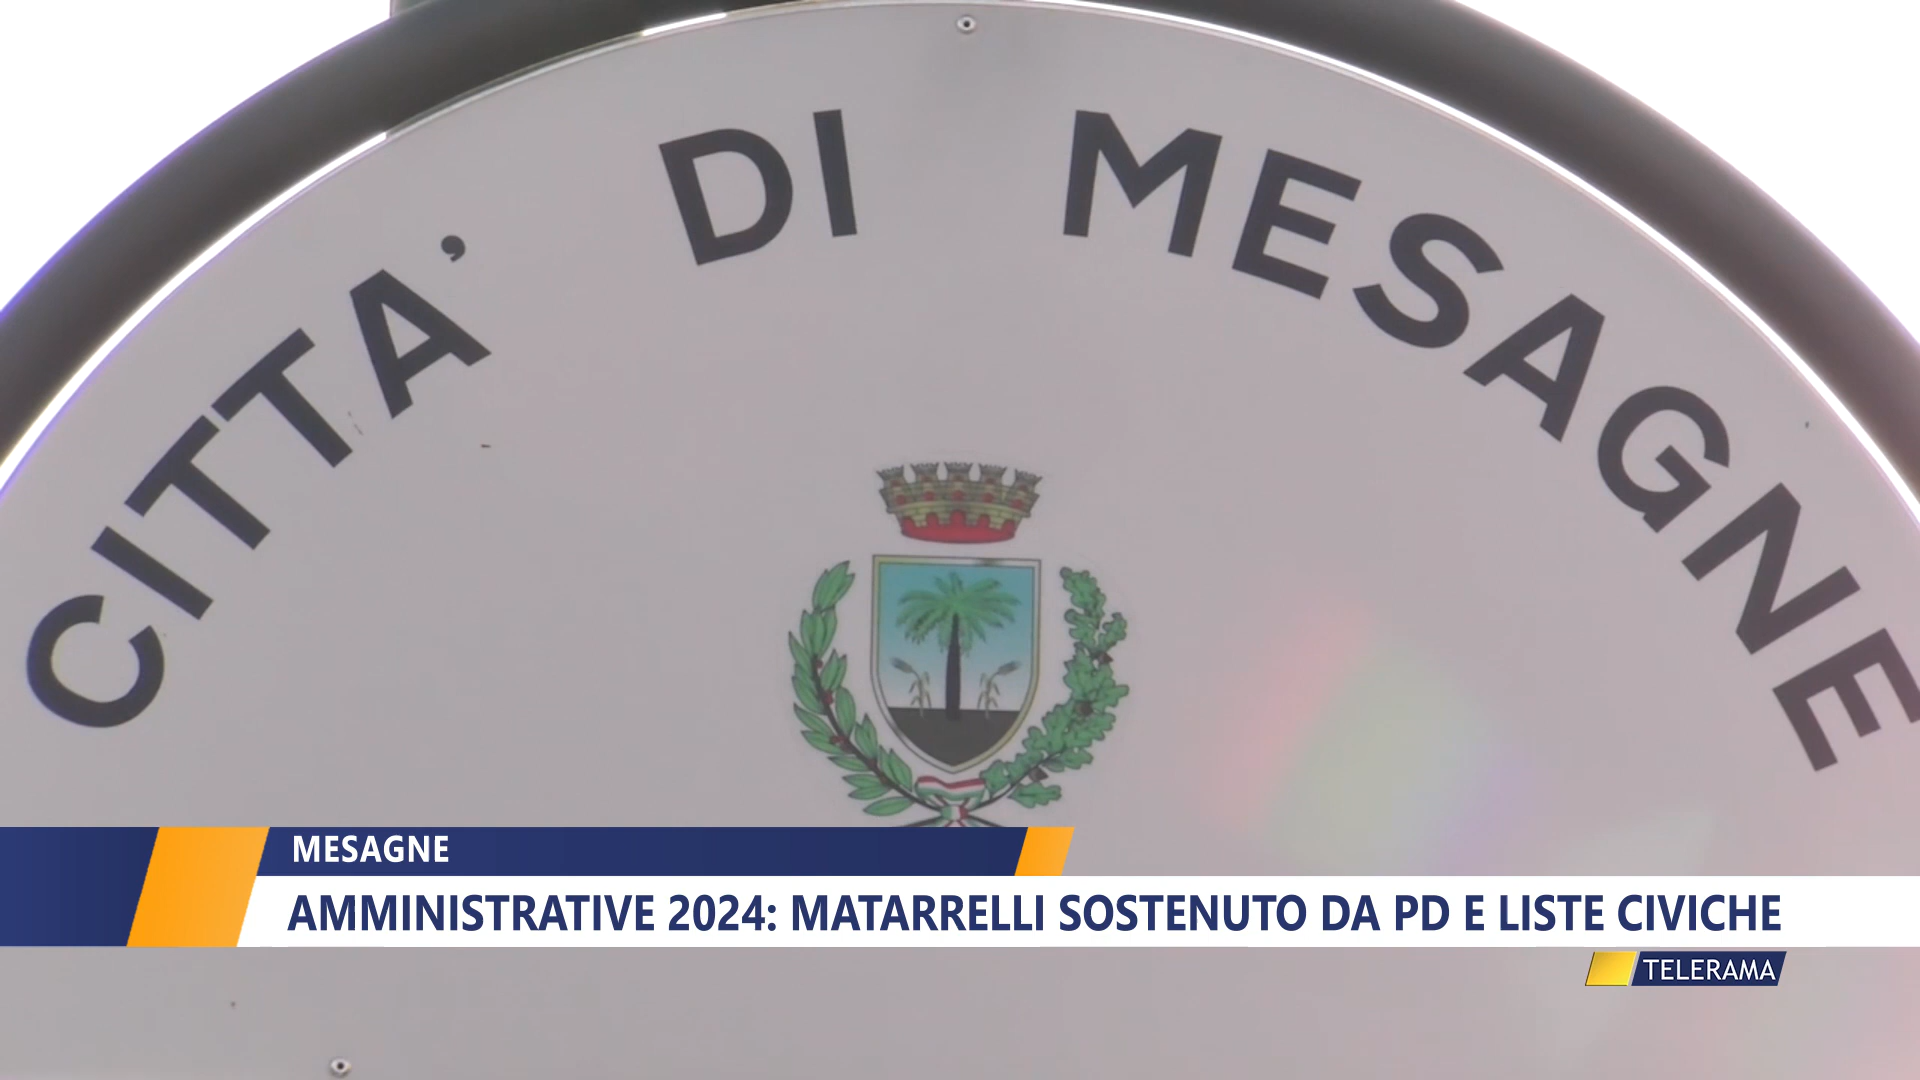 CITTA' DI MESAGNE
MESAGNE
AMMINISTRATIVE 2024: MATARRELLI SOSTENUTO DA PD E LISTE CIVICHE
TELERAMA